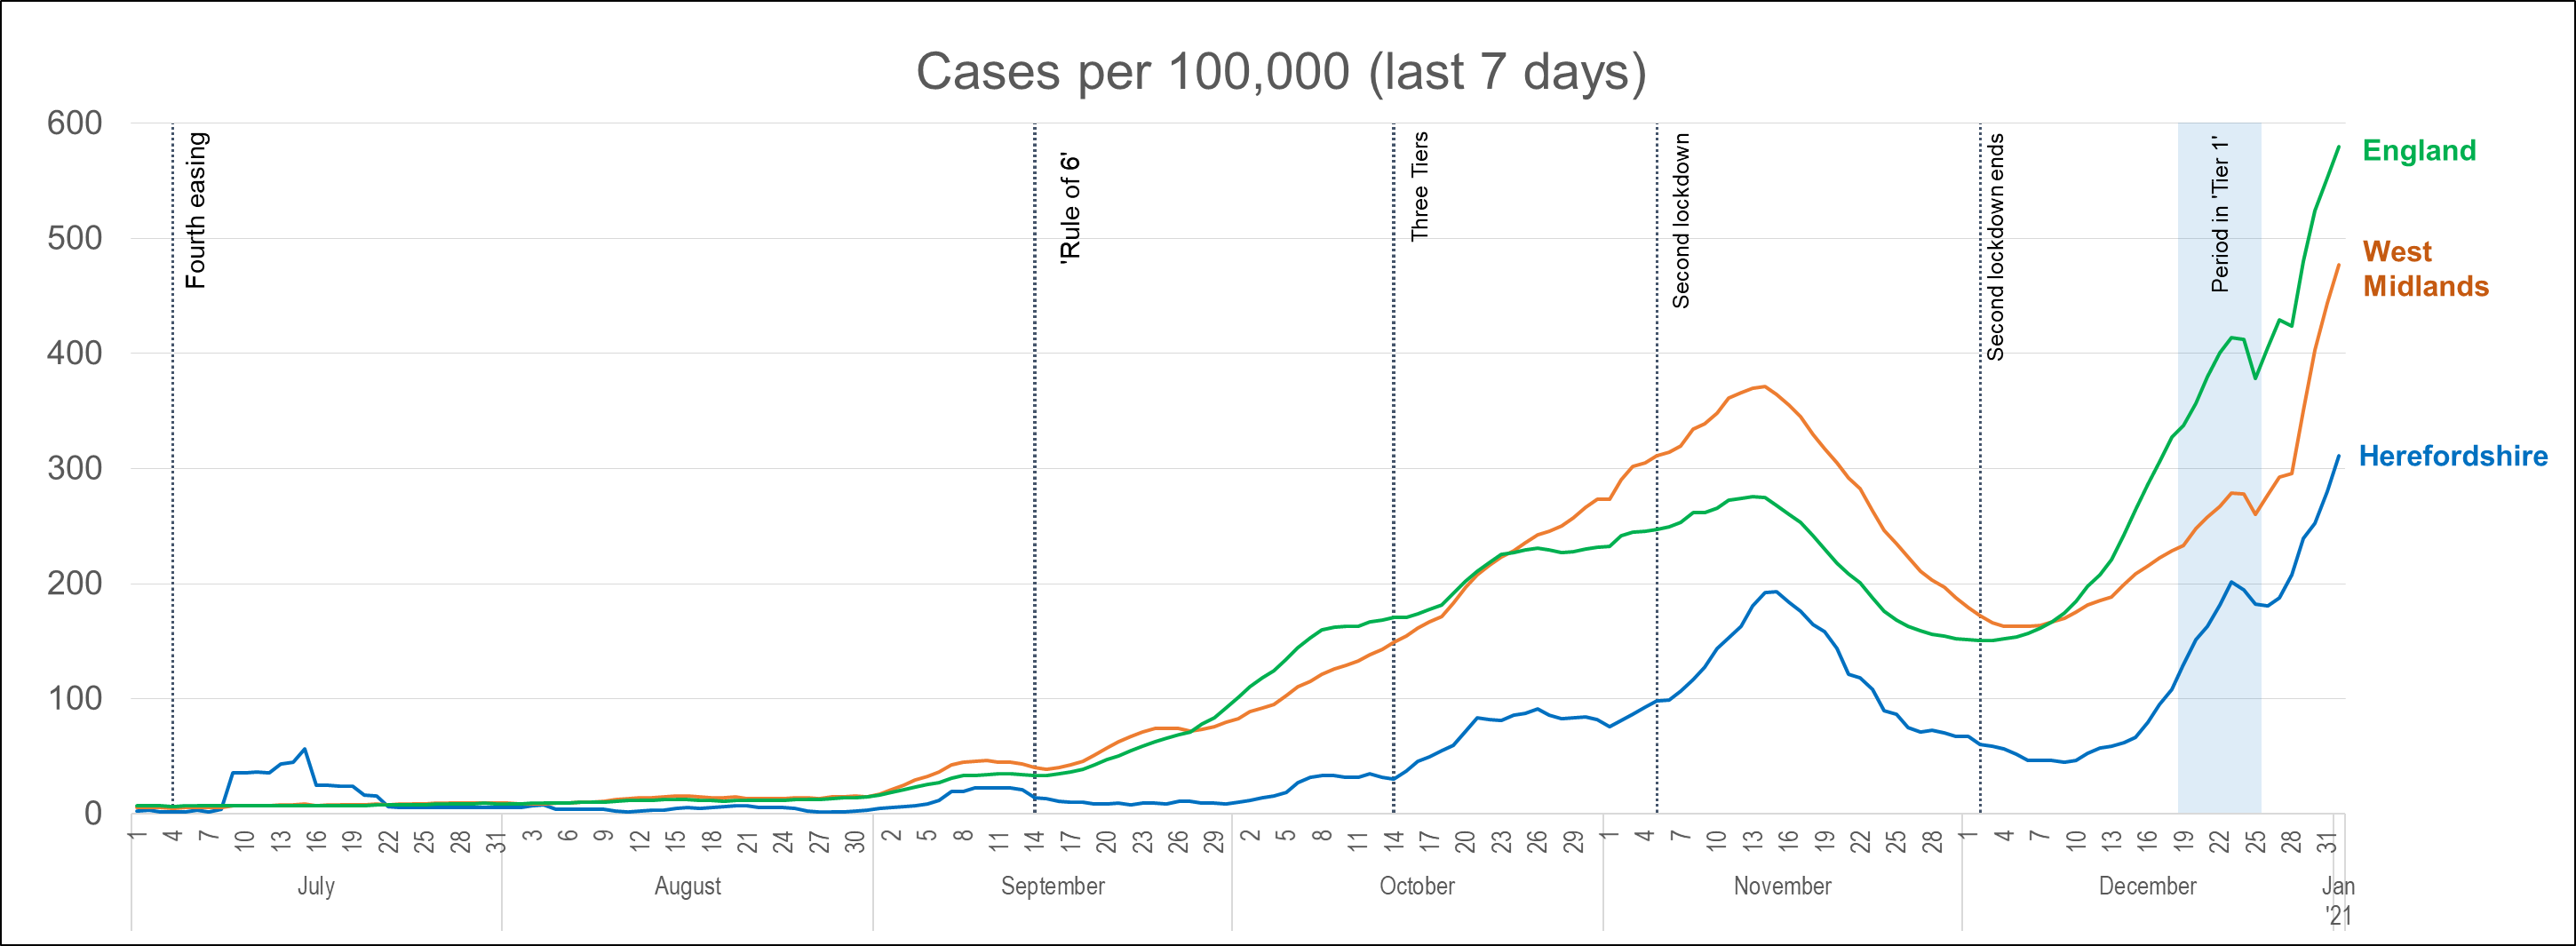 Cases per 100,000 (last 7 days)
600
500
400
300
200
100
0
Fourth easing
'Rule of 6'
Three Tiers
Second lockdown
Second lockdown ends
Period in 'Tier 1'
England
West
Midlands
Herefordshire
1 4 7 10 13 16 19 22 25 28 31 3 6 9 12 15 18 21 24 27 30 2 5 8 11 14 17 20 23 26 29 2 5 8 11 14 17 20 23 26 29 1 4 7 10 13 16 19 22 25 28 1 4 7 10 13 16 19 22 25 28 31
July August September October November December Jan
'21